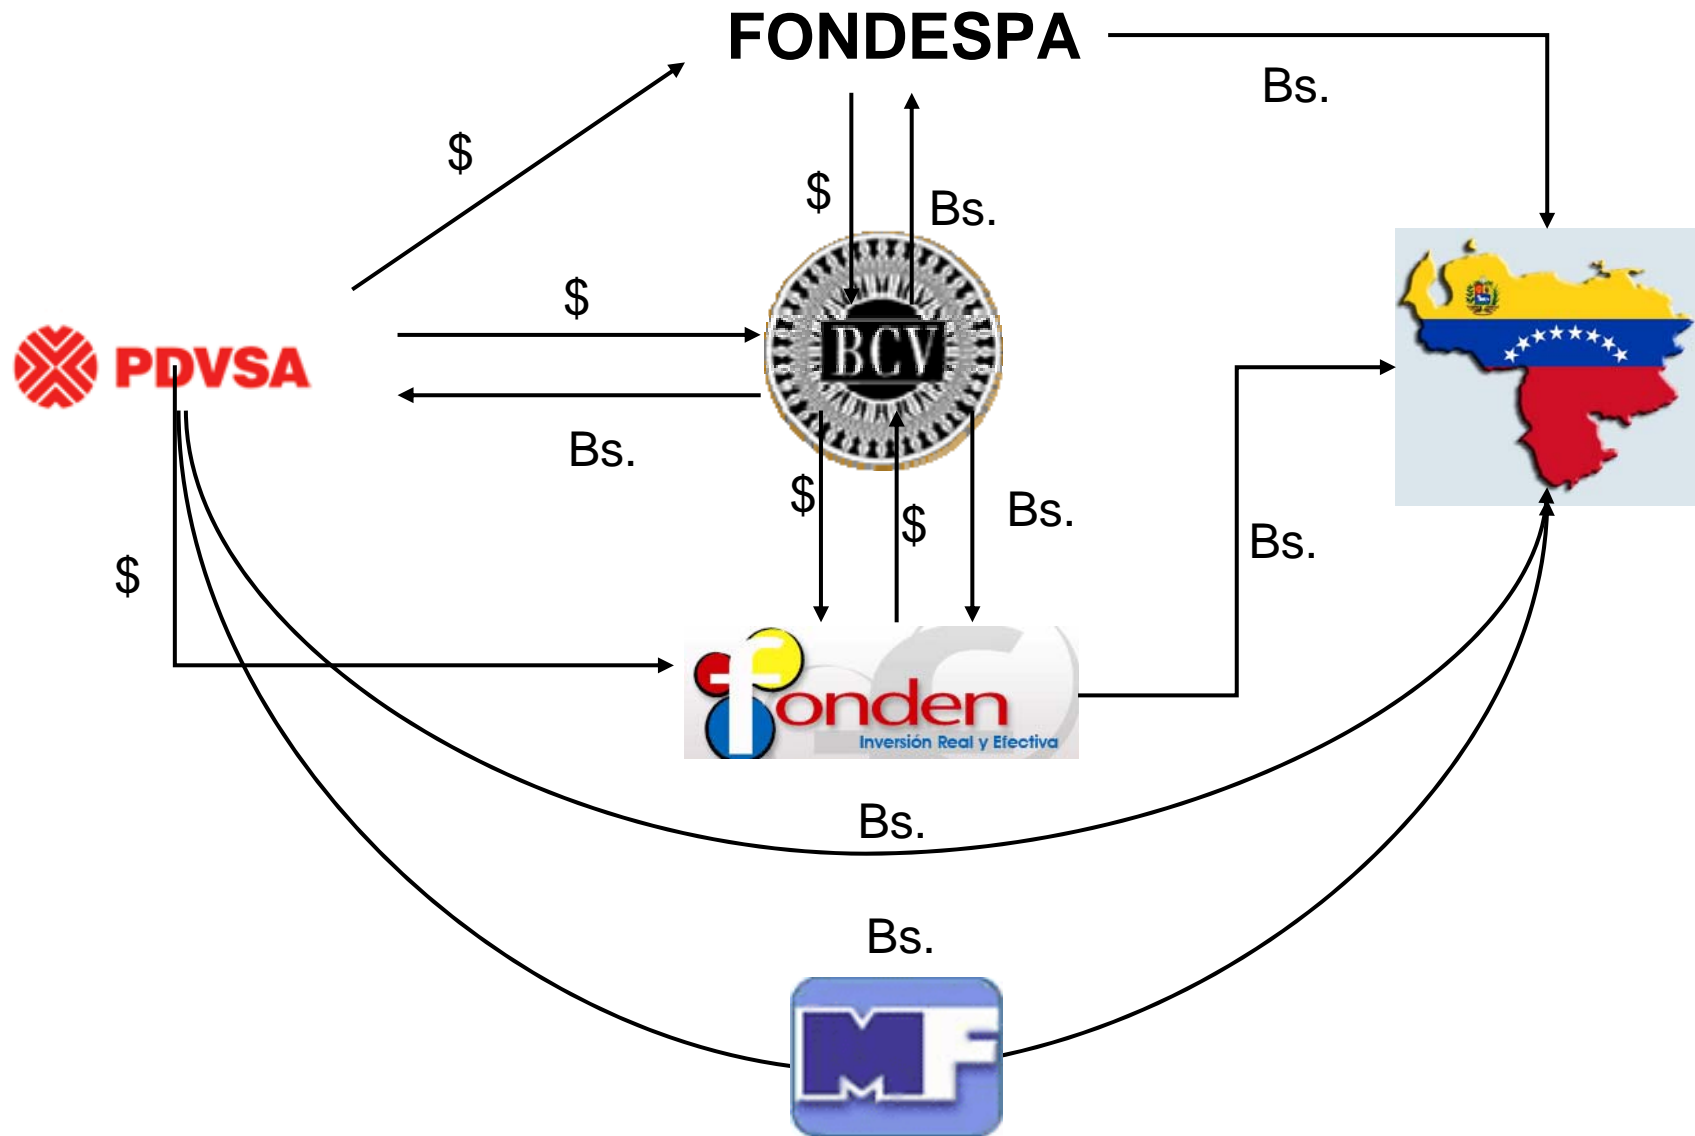 FONDESPA
Bs.
$
$
Bs.
$
BCV
PDVSA
Bs.
$
$
Bs.
Bs.
$
fonden
Inversión Real y Efectiva
Bs.
Bs.
MF